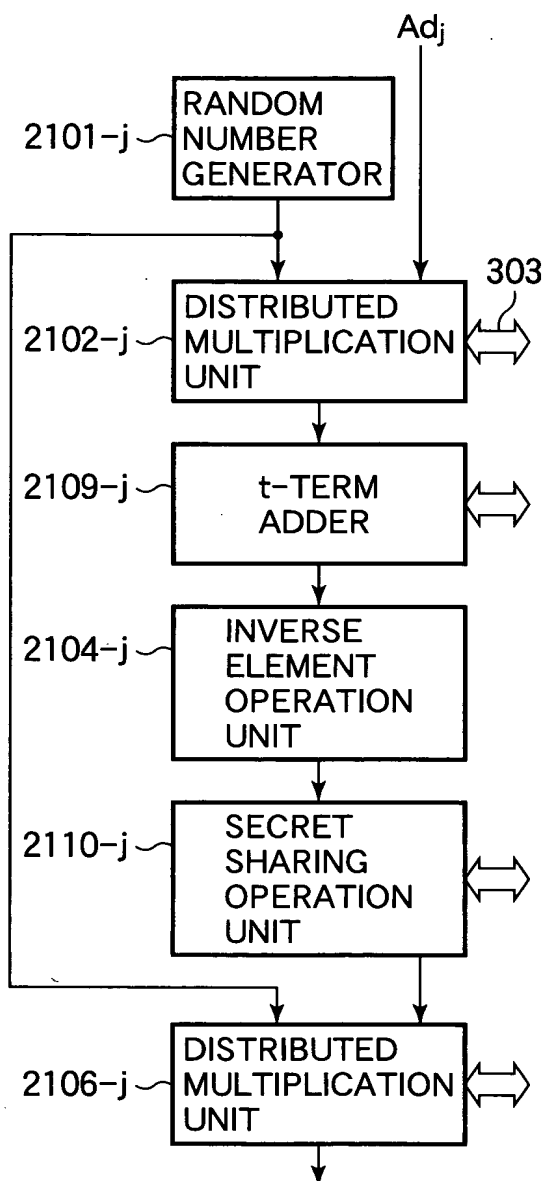 Adj
RANDOM
NUMBER
GENERATOR
2101-j
303
DISTRIBUTED
MULTIPLICATION
UNIT
2102-j
t-TERM
ADDER
2109-j
INVERSE
ELEMENT
OPERATION
UNIT
2104-j
SECRET
SHARING
OPERATION
UNIT
2110-j
DISTRIBUTED
MULTIPLICATION
UNIT
2106-j